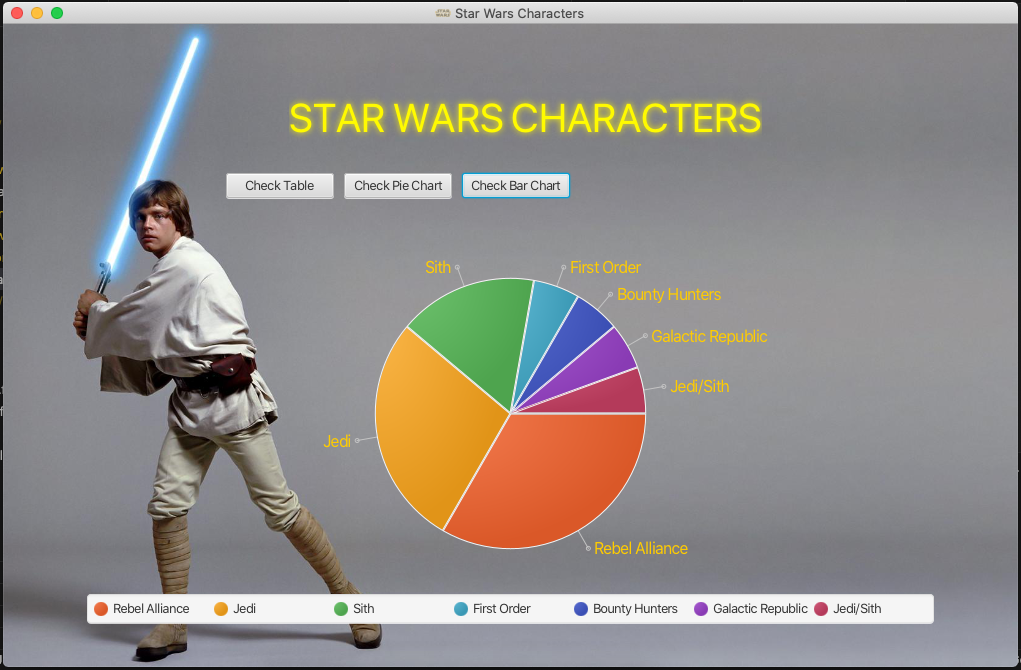 Star Wars Characters
STAR WARS CHARACTERS
Check Table Check Pie Chart Check Bar Chart
Sith First Order
Bounty Hunters
Galactic Republic
Jedi/Sith
Jedi
Rebel Alliance
Rebel Alliance Jedi Sith First Order Bounty Hunters Galactic Republic Jedi/Sith